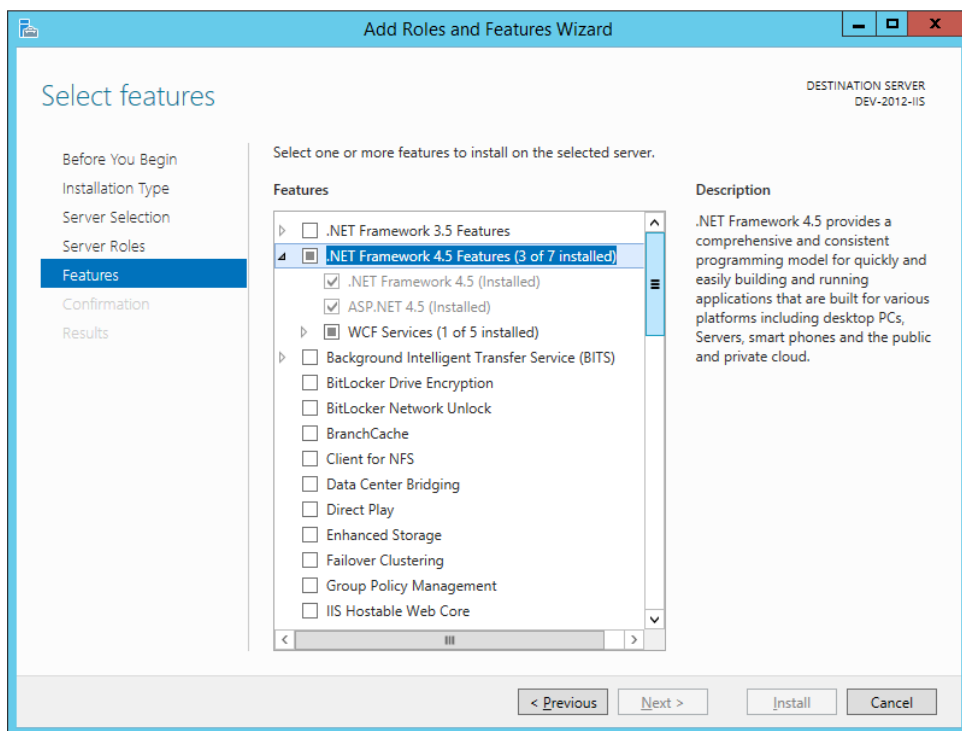 Add Roles and Features Wizard
Select features
DESTINATION SERVER
DEV-2012-IIS
Before You Begin
Installation Type
Server Selection
Server Roles
Features
Confirmation
Results
Select one or more features to install on the selected server.
Features
.NET Framework 3.5 Features
.NET Framework 4.5 Features (3 of 7 installed)
.NET Framework 4.5 (Installed)
ASP.NET 4.5 (Installed)
WCF Services (1 of 5 installed)
Background Intelligent Transfer Service (BITS)
BitLocker Drive Encryption
BitLocker Network Unlock
BranchCache
Client for NFS
Data Center Bridging
Direct Play
Enhanced Storage
Failover Clustering
Group Policy Management
IIS Hostable Web Core
Description
.NET Framework 4.5 provides a
comprehensive and consistent
programming model for quickly and
easily building and running
applications that are built for various
platforms including desktop PCs,
Servers, smart phones and the public
and private cloud.
< Previous
Next >
Install
Cancel